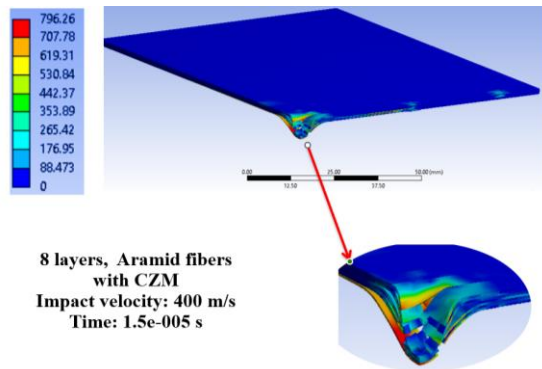 796.26
707.78
619.31
530.84
442.37
353.89
265.42
176.95
88.473
0
0.00 25.00 50.00 (mm)
12.50 37.50
8 layers, Aramid fibers
with CZM
Impact velocity: 400 m/s
Time: 1.5e-005 s